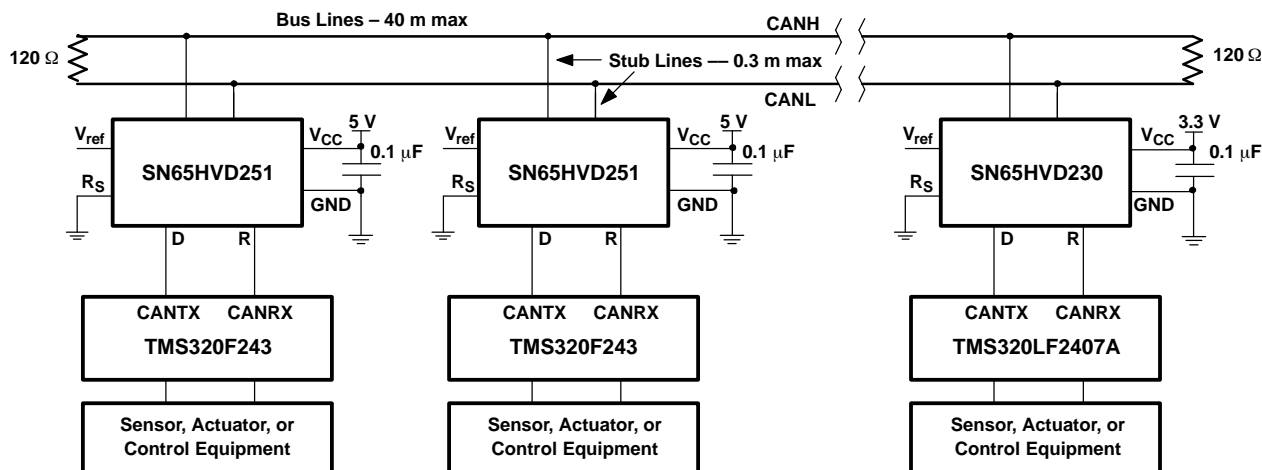 Bus Lines – 40 m max
CANH
120 Ω
Stub Lines –– 0.3 m max
120 Ω
CANL
Vref
VCC
5 V
0.1 μF
SN65HVD251
RS
GND
D
R
Vref
VCC
5 V
0.1 μF
SN65HVD251
RS
GND
D
R
Vref
VCC
3.3 V
0.1 μF
SN65HVD230
RS
GND
D
R
CANTX CANRX
TMS320F243
CANTX CANRX
TMS320F243
CANTX CANRX
TMS320LF2407A
Sensor, Actuator, or
Control Equipment
Sensor, Actuator, or
Control Equipment
Sensor, Actuator, or
Control Equipment